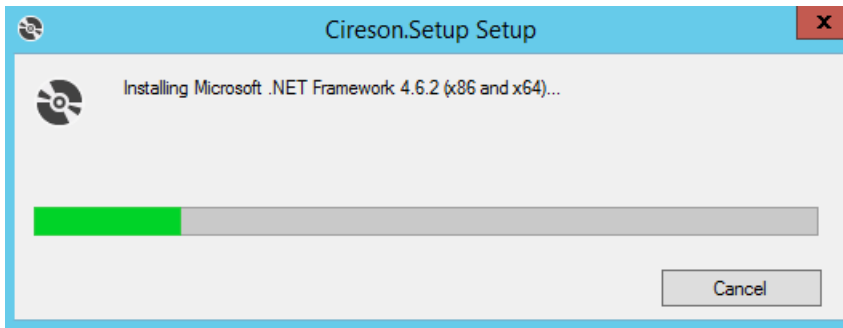 Cireson.Setup Setup
x
Installing Microsoft .NET Framework 4.6.2 (x86 and x64)...
Cancel